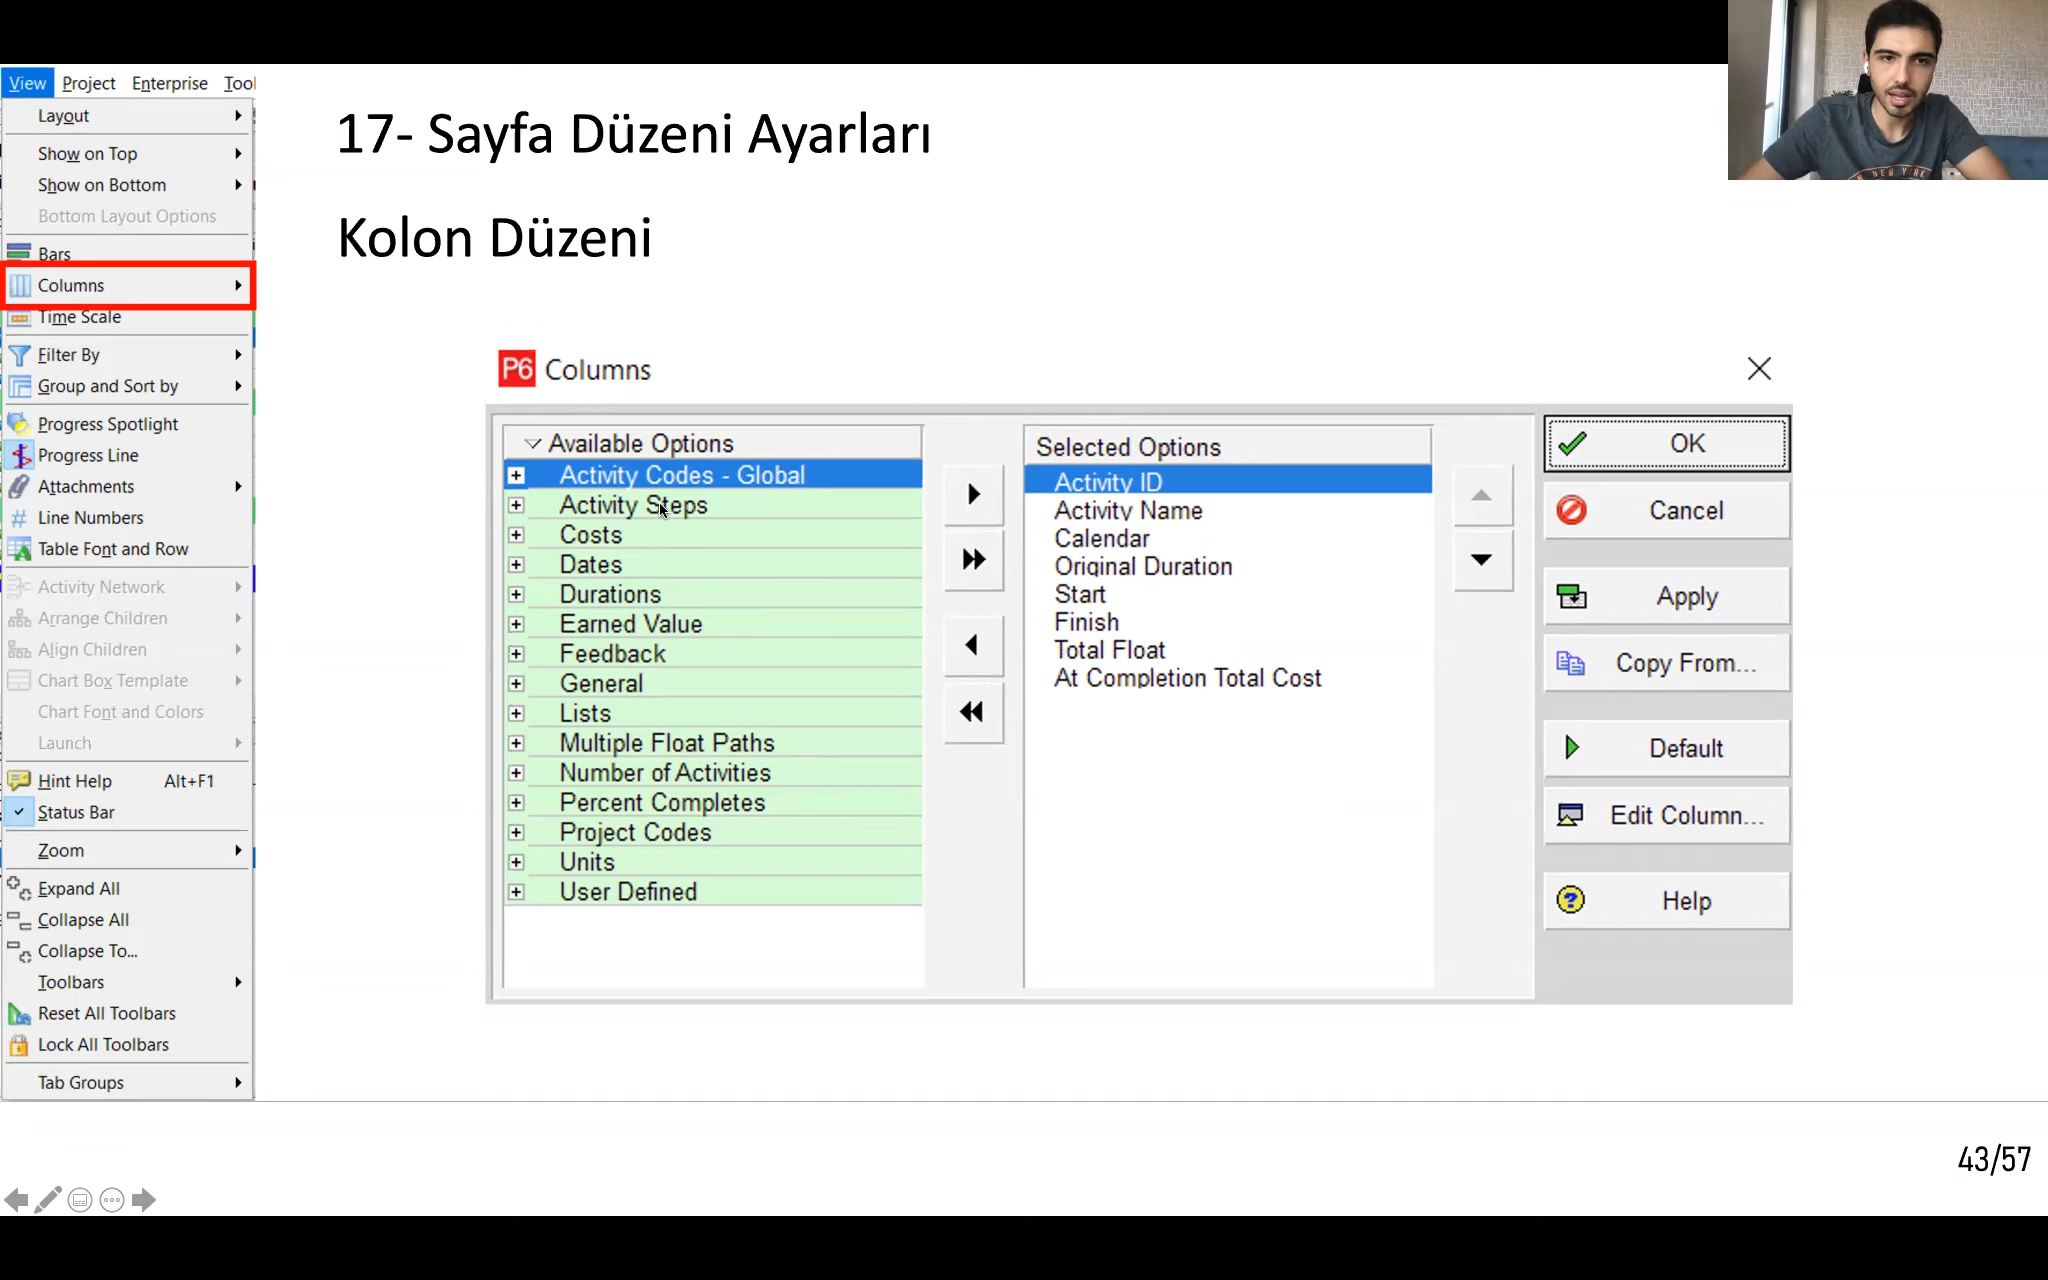 View Project Enterprise Tool
Layout
Show on Top
Show on Bottom
Bottom Layout Options
Bars
Columns
Time Scale
Filter By
Group and Sort by
Progress Spotlight
Progress Line
Attachments
Line Numbers
Table Font and Row
Activity Network
Arrange Children
Align Children
Chart Box Template
Chart Font and Colors
Launch
Hint Help Alt+F1
Status Bar
Zoom
Expand All
Collapse All
Collapse To...
Toolbars
Reset All Toolbars
Lock All Toolbars
Tab Groups
17- Sayfa Düzeni Ayarları
Kolon Düzeni
P6 Columns
Available Options
Activity Codes - Global
Activity Steps
Costs
Dates
Durations
Earned Value
Feedback
General
Lists
Multiple Float Paths
Number of Activities
Percent Completes
Project Codes
Units
User Defined
Selected Options
Activity ID
Activity Name
Calendar
Original Duration
Start
Finish
Total Float
At Completion Total Cost
OK
Cancel
Apply
Copy From...
Default
Edit Column...
Help
NEW YORK
43/57